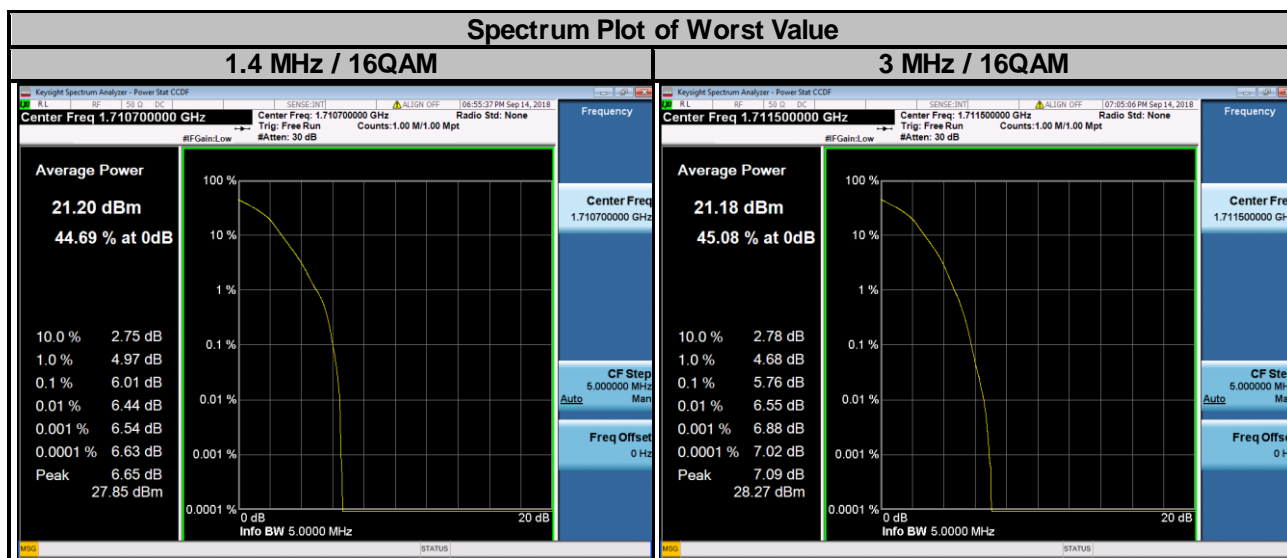 Spectrum Plot of Worst Value
1.4 MHz / 16QAM
3 MHz / 16QAM
Keysight Spectrum Analyzer - Power Stat CCDF
RL RF 50 Ω DC SENSE:INT ALIGN OFF 06:55:37 PM Sep 14, 2018
Center Freq 1.710700000 GHz
Center Freq: 1.710700000 GHz Radio Std: None
Trig: Free Run Counts:1.00 M/1.00 Mpt
#IFGain:Low #Atten: 30 dB
Frequency
Average Power
21.20 dBm
44.69 % at 0dB
10.0 % 2.75 dB
1.0 % 4.97 dB
0.1 % 6.01 dB
0.01 % 6.44 dB
0.001 % 6.54 dB
0.0001 % 6.63 dB
Peak 6.65 dB
27.85 dBm
100 %
10 %
1 %
0.1 %
0.01 %
0.001 %
0.0001 %
0 dB 20 dB
Info BW 5.0000 MHz
Center Freq
1.710700000 GHz
CF Step
5.000000 MHz
Auto Man
Freq Offset
0 Hz
MSG STATUS
Keysight Spectrum Analyzer - Power Stat CCDF
RL RF 50 Ω DC SENSE:INT ALIGN OFF 07:05:06 PM Sep 14, 2018
Center Freq 1.711500000 GHz
Center Freq: 1.711500000 GHz Radio Std: None
Trig: Free Run Counts:1.00 M/1.00 Mpt
#IFGain:Low #Atten: 30 dB
Frequency
Average Power
21.18 dBm
45.08 % at 0dB
10.0 % 2.78 dB
1.0 % 4.68 dB
0.1 % 5.76 dB
0.01 % 6.55 dB
0.001 % 6.88 dB
0.0001 % 7.02 dB
Peak 7.09 dB
28.27 dBm
100 %
10 %
1 %
0.1 %
0.01 %
0.001 %
0.0001 %
0 dB 20 dB
Info BW 5.0000 MHz
Center Fre
1.711500000 GH
CF Ste
5.000000 MH
Auto Ma
Freq Offse
0 H
MSG STATUS